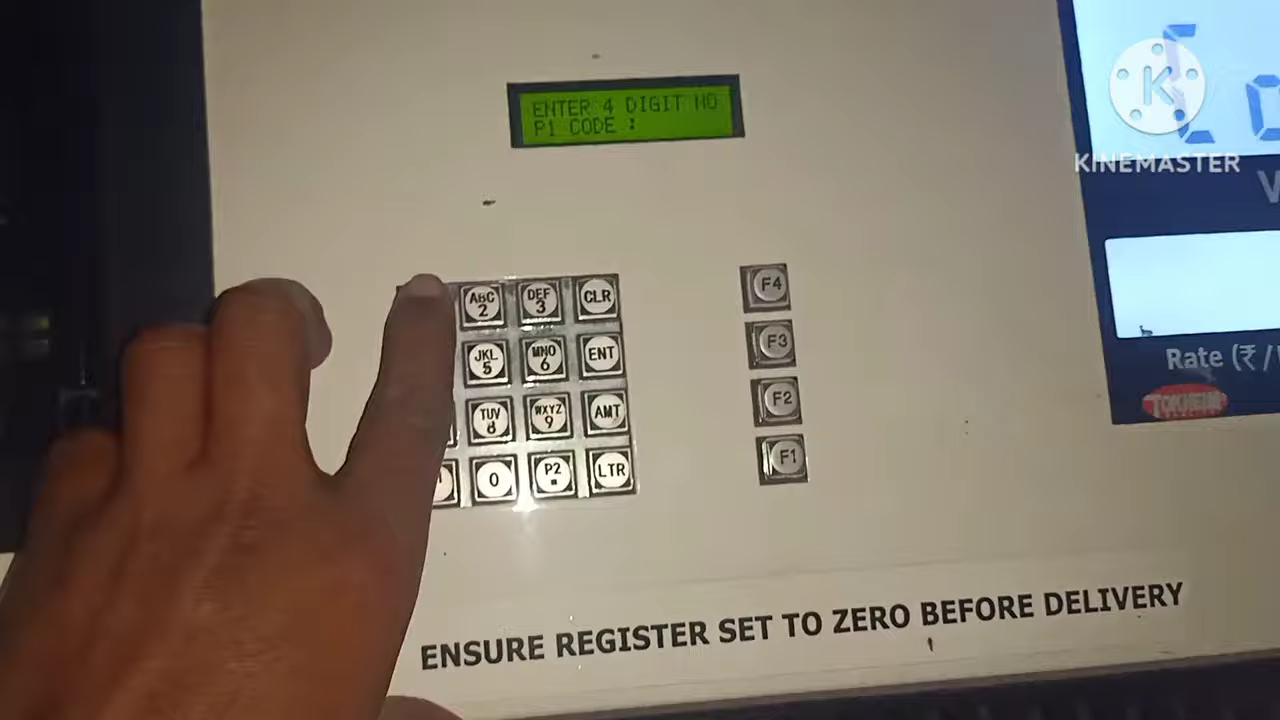 ENTER 4 DIGIT NO
P1 CODE :
KINEMASTER
ABC
2
DEF
3
CLR
JKL
5
MNO
6
ENT
TUV
8
WXYZ
9
AMT
0
P2
LTR
F4
F3
F2
F1
Rate (₹/
TOKHEIM
ENSURE REGISTER SET TO ZERO BEFORE DELIVERY